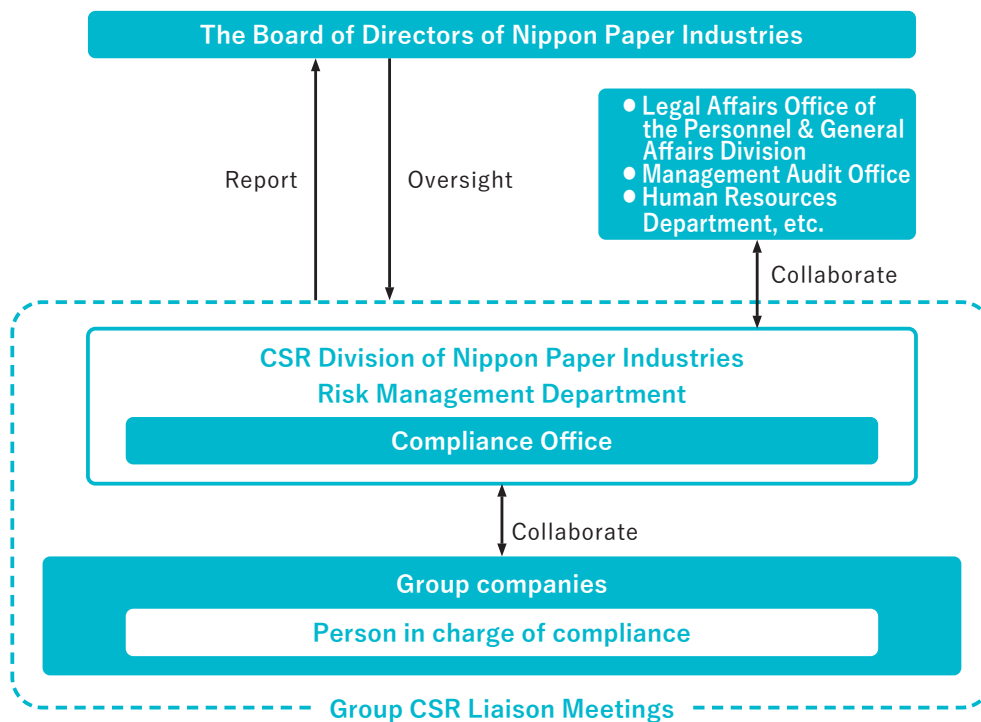 The Board of Directors of Nippon Paper Industries
● Legal Affairs Office of
the Personnel & General
Affairs Division
● Management Audit Office
● Human Resources
Department, etc.
Report
Oversight
Collaborate
CSR Division of Nippon Paper Industries
Risk Management Department
Compliance Office
Collaborate
Group companies
Person in charge of compliance
Group CSR Liaison Meetings